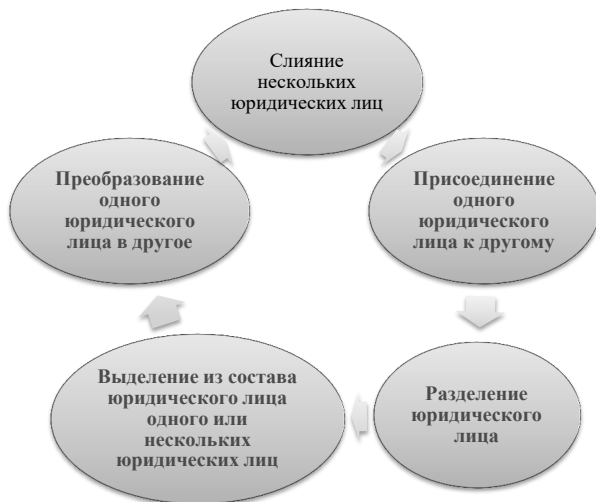 Слияние
нескольких
юридических лиц
Присоединение
одного
юридического
лица к другому
Разделение
юридического
лица
Выделение из состава
юридического лица
одного или
нескольких
юридических лиц
Преобразование
одного
юридического
лица в другое